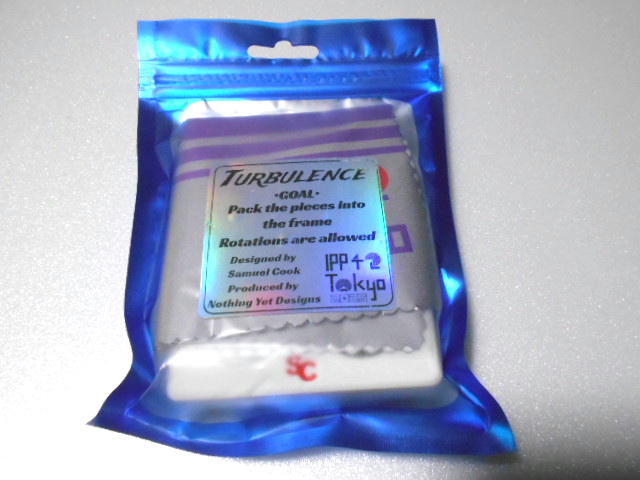 TURBULENCE
•GOAL•
Pack the pieces into
the frame
Rotations are allowed
Designed by
Samuel Cook
Produced by
Nothing Yet Designs
IPP42
Tokyo
SC